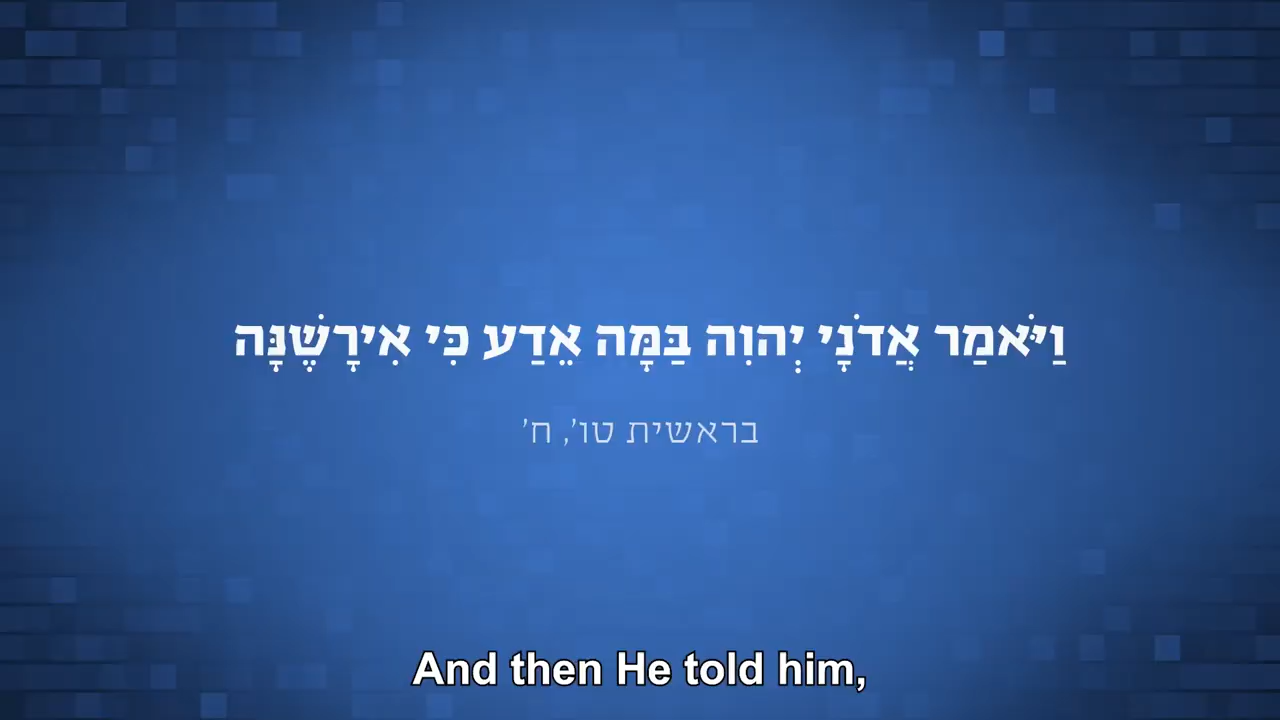 וַיֹּאמַר אֲדֹנָי יְהוִה בַּמָּה אֵדַע כִּי אִירָשֶׁנָּה
בראשית טו', ח'
And then He told him,